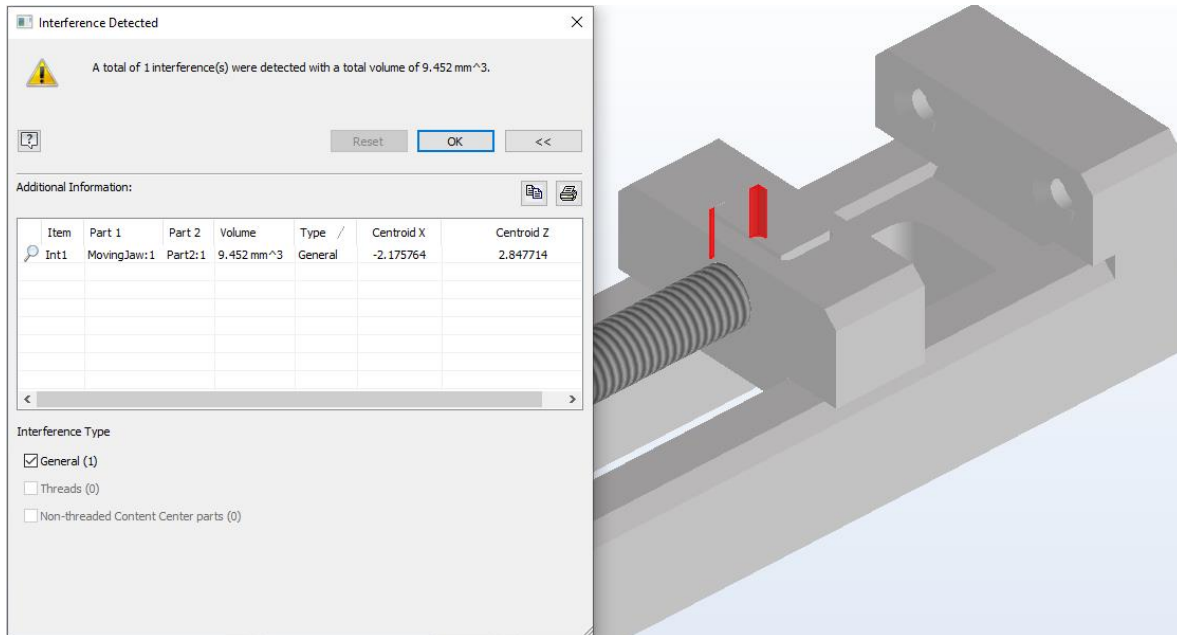 Interference Detected
A total of 1 interference(s) were detected with a total volume of 9.452 mm^3.
Reset OK <<
Additional Information:
Item Part 1 Part 2 Volume Type / Centroid X Centroid Z
Int1 MovingJaw:1 Part2:1 9.452 mm^3 General -2.175764 2.847714
Interference Type
General (1)
Threads (0)
Non-threaded Content Center parts (0)